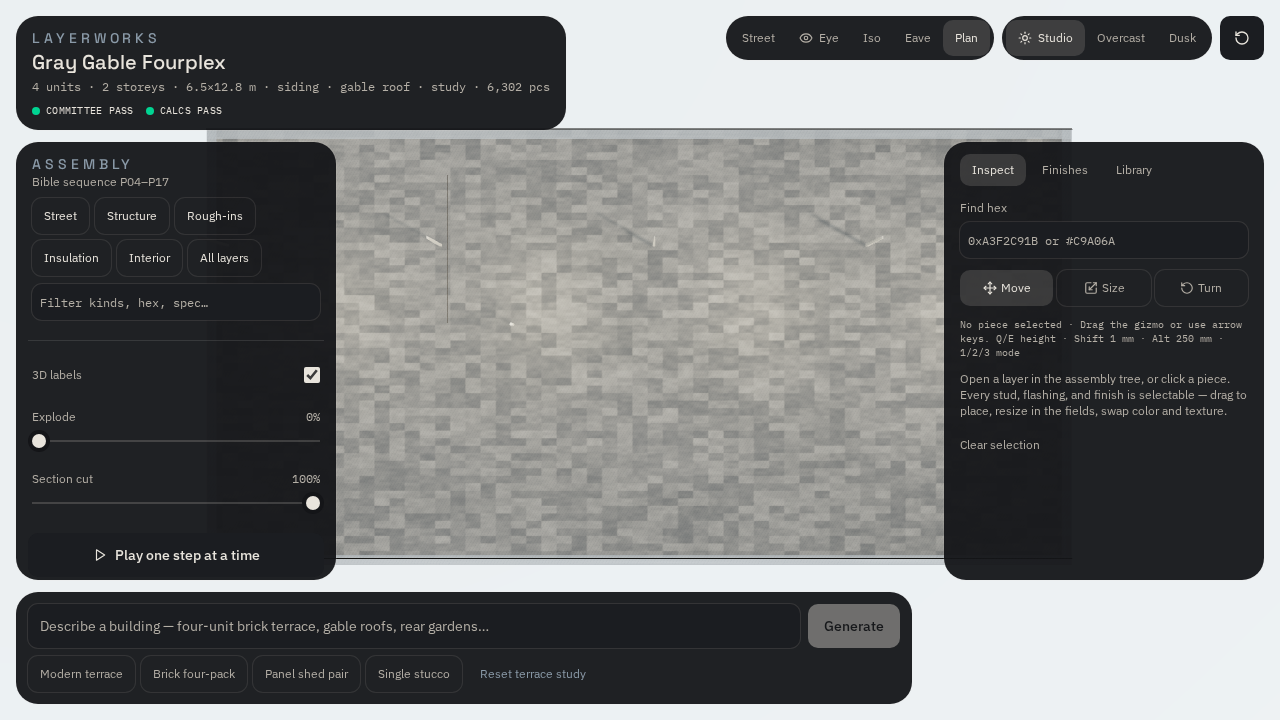 LAYERWORKS
Gray Gable Fourplex
4 units · 2 storeys · 6.5×12.8 m · siding · gable roof · study · 6,302 pcs
COMMITTEE PASS CALCS PASS
Street Eye Iso Eave Plan
Studio Overcast Dusk
ASSEMBLY
Bible sequence P04–P17
Street Structure Rough-ins
Insulation Interior All layers
Filter kinds, hex, spec…
3D labels
Explode 0%
Section cut 100%
Play one step at a time
Inspect Finishes Library
Find hex
0xA3F2C91B or #C9A06A
Move Size Turn
No piece selected · Drag the gizmo or use arrow
keys. Q/E height · Shift 1 mm · Alt 250 mm ·
1/2/3 mode
Open a layer in the assembly tree, or click a piece.
Every stud, flashing, and finish is selectable — drag to
place, resize in the fields, swap color and texture.
Clear selection
Describe a building — four-unit brick terrace, gable roofs, rear gardens…
Generate
Modern terrace Brick four-pack Panel shed pair Single stucco Reset terrace study